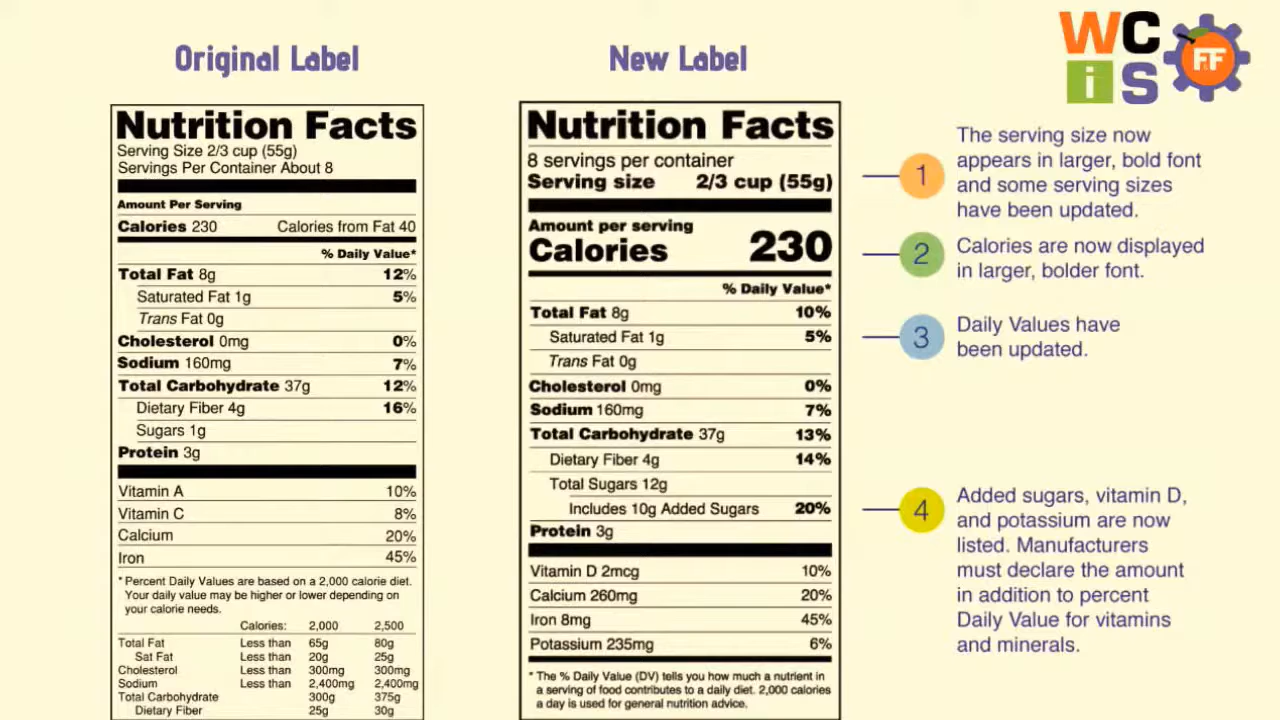 Original Label
Nutrition Facts
Serving Size 2/3 cup (55g)
Servings Per Container About 8
Amount Per Serving
Calories 230 Calories from Fat 40
% Daily Value*
Total Fat 8g 12%
Saturated Fat 1g 5%
Trans Fat 0g
Cholesterol 0mg 0%
Sodium 160mg 7%
Total Carbohydrate 37g 12%
Dietary Fiber 4g 16%
Sugars 1g
Protein 3g
Vitamin A 10%
Vitamin C 8%
Calcium 20%
Iron 45%
* Percent Daily Values are based on a 2,000 calorie diet.
Your daily value may be higher or lower depending on
your calorie needs.
Calories: 2,000 2,500
Total Fat Less than 65g 80g
Sat Fat Less than 20g 25g
Cholesterol Less than 300mg 300mg
Sodium Less than 2,400mg 2,400mg
Total Carbohydrate 300g 375g
Dietary Fiber 25g 30g
New Label
Nutrition Facts
8 servings per container
Serving size 2/3 cup (55g)
Amount per serving
Calories 230
% Daily Value*
Total Fat 8g 10%
Saturated Fat 1g 5%
Trans Fat 0g
Cholesterol 0mg 0%
Sodium 160mg 7%
Total Carbohydrate 37g 13%
Dietary Fiber 4g 14%
Total Sugars 12g
Includes 10g Added Sugars 20%
Protein 3g
Vitamin D 2mcg 10%
Calcium 260mg 20%
Iron 8mg 45%
Potassium 235mg 6%
* The % Daily Value (DV) tells you how much a nutrient in
a serving of food contributes to a daily diet. 2,000 calories
a day is used for general nutrition advice.
WC
iS
F&F
1
The serving size now
appears in larger, bold font
and some serving sizes
have been updated.
2
Calories are now displayed
in larger, bolder font.
3
Daily Values have
been updated.
4
Added sugars, vitamin D,
and potassium are now
listed. Manufacturers
must declare the amount
in addition to percent
Daily Value for vitamins
and minerals.